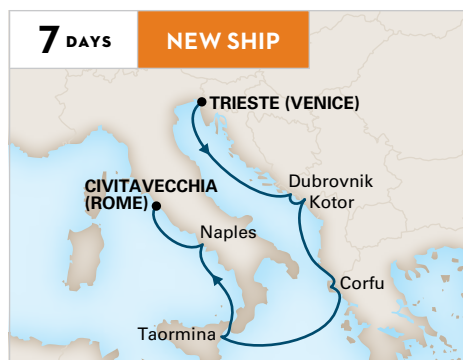 7 DAYS
NEW SHIP
TRIESTE (VENICE)
CIVITAVECCHIA
(ROME)
Dubrovnik
Kotor
Naples
Corfu
Taormina